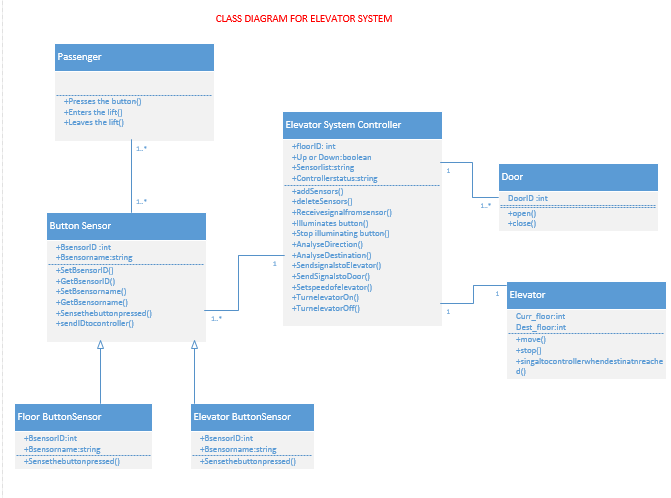 CLASS DIAGRAM FOR ELEVATOR SYSTEM
Passenger
+Presses the button()
+Enters the lift()
+Leaves the lift()
1..*
1..*
Button Sensor
+BsensorID :int
+Bsensorname:string
+SetBsensorID()
+GetBsensorID()
+SetBsensorname()
+GetBsensorname()
+Sensethebuttonpressed()
+sendIDtocontroller()
1..*
1
Elevator System Controller
+floorID: int
+Up or Down:boolean
+Sensorlist:string
+Controllerstatus:string
+addSensors()
+deleteSensors()
+Receivesignalfromsensor()
+Illuminates button()
+Stop illuminating button()
+AnalyseDirection()
+AnalyseDestination()
+SendsignalstoElevator()
+SendSignalstoDoor()
+Setspeedofelevator()
+TurnelevatorOn()
+TurnelevatorOff()
1
1..*
Door
DoorID :int
+open()
+close()
1
1
Elevator
Curr_floor:int
Dest_floor:int
+move()
+stop()
+singaltocontrollerwhendestinatnreache
d()
Floor ButtonSensor
+BsensorID:int
+Bsensorname:string
+Sensethebuttonpressed()
Elevator ButtonSensor
+BsensorID:int
+Bsensorname:string
+Sensethebuttonpressed()